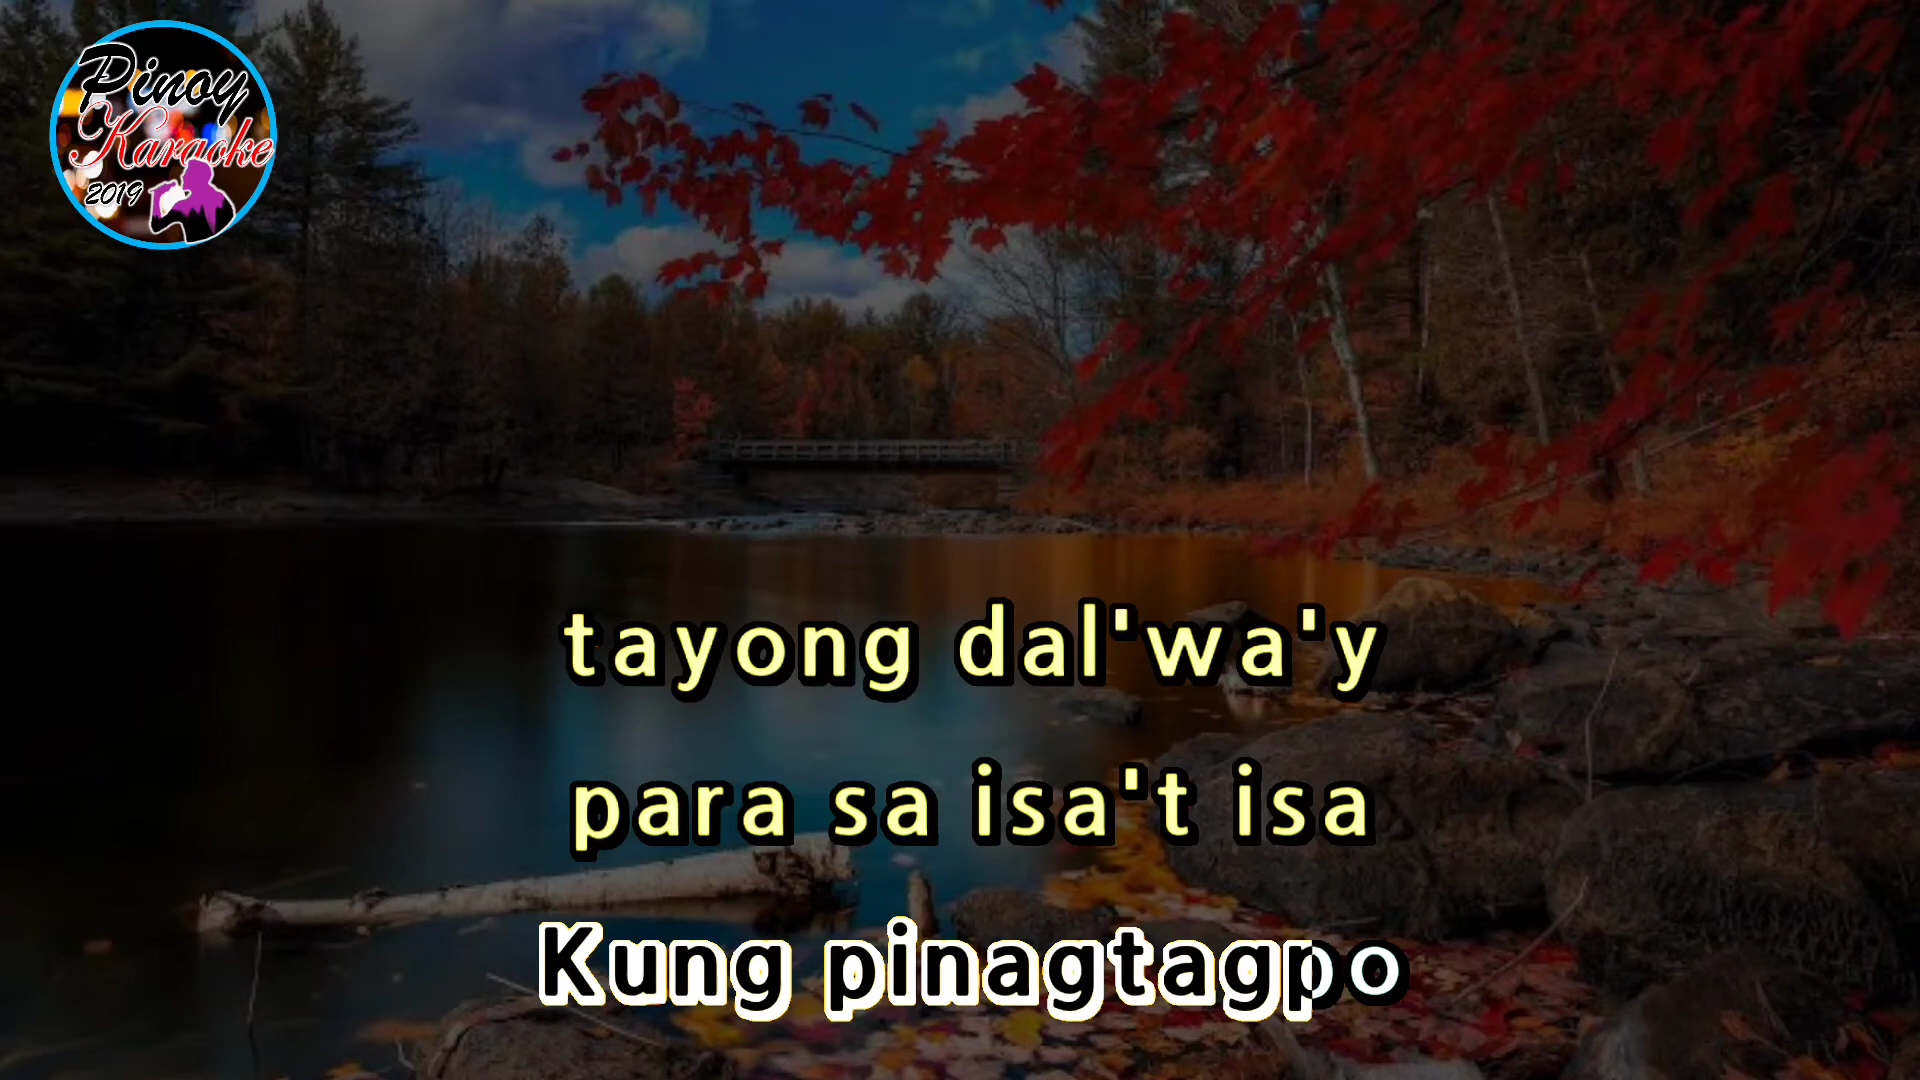 Pinoy
Karaoke
2019
tayong dal'wa'y
para sa isa't isa
Kung pinagtagpo